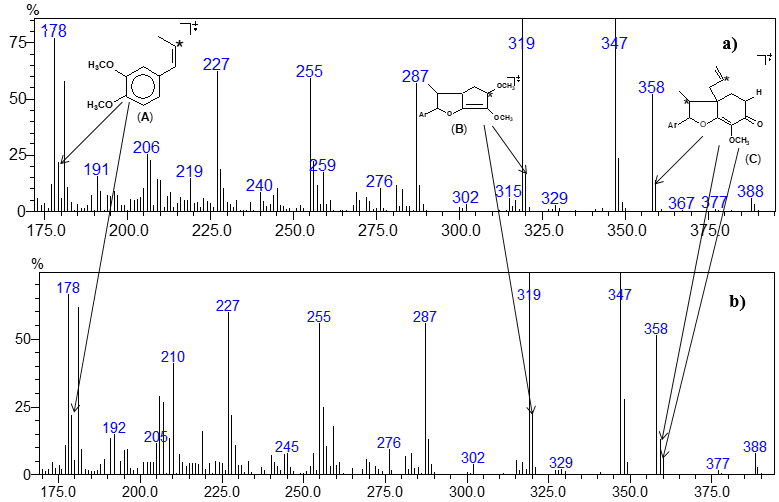 %
75
50
25
0
178
191
206
219
227
240
255
259
276
287
302
315
319
329
347
358
367
377
388
a)
H₃CO
H₃CO
*
‡
(A)
Ar
O
*
OCH₃
OCH₃
‡
(B)
*
*
H
Ar
O
O
OCH₃
‡
(C)
175.0 200.0 225.0 250.0 275.0 300.0 325.0 350.0 375.0
%
50
25
0
178
192
205
210
227
245
255
276
287
302
319
329
347
358
377
388
b)
175.0 200.0 225.0 250.0 275.0 300.0 325.0 350.0 375.0